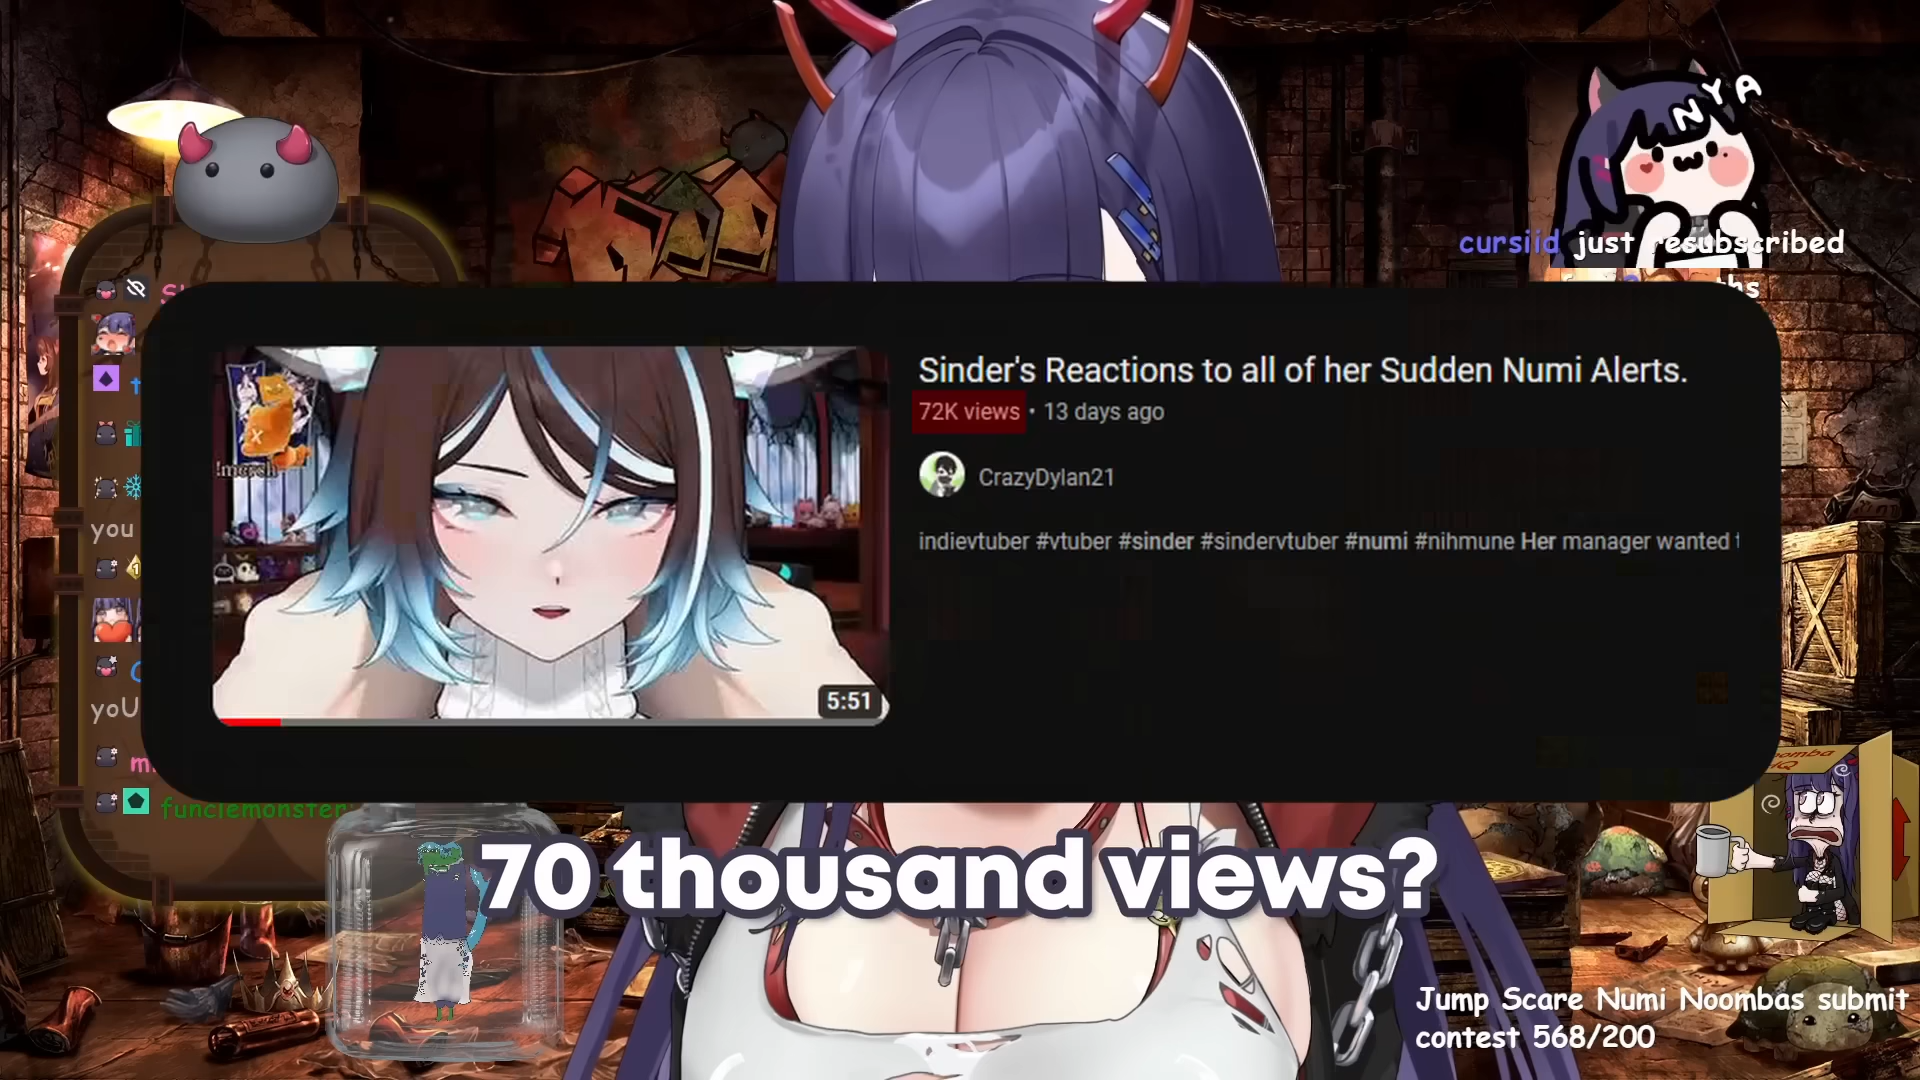 NYA
cursiid just resubscribed
ths
Sinder's Reactions to all of her Sudden Numi Alerts.
72K views • 13 days ago
CrazyDylan21
indievtuber #vtuber #sinder #sindervtuber #numi #nihmune Her manager wanted
!merch
5:51
you
yoU
m
funclemonster
70 thousand views?
Jump Scare Numi Noombas submit
contest 568/200